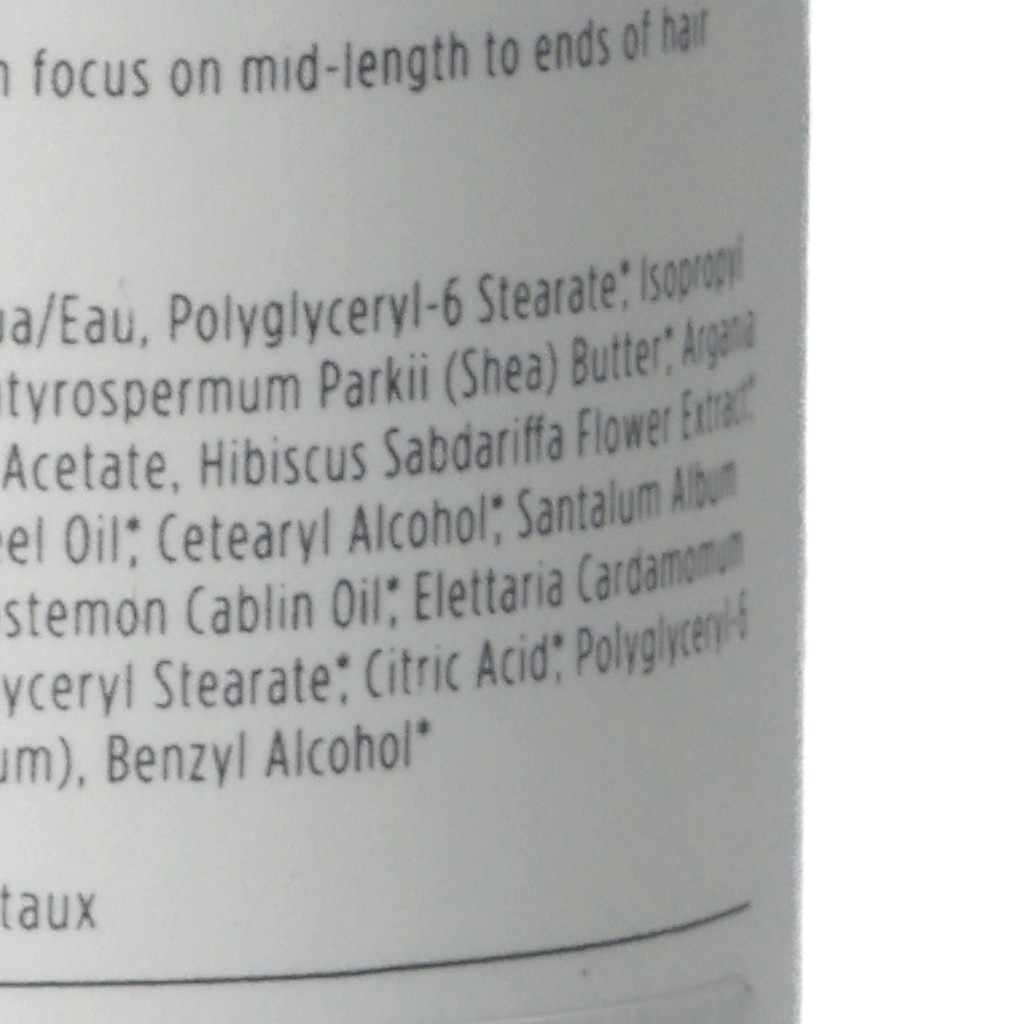 focus on mid-length to ends of hair
ua/Eau, Polyglyceryl-6 Stearate*, Isopropyl
tyrospermum Parkii (Shea) Butter*, Argania
Acetate, Hibiscus Sabdariffa Flower Extract*,
eel Oil*, Cetearyl Alcohol*, Santalum Album
stemon Cablin Oil*, Elettaria Cardamomum
yceryl Stearate*, Citric Acid*, Polyglyceryl-6
um), Benzyl Alcohol*
taux